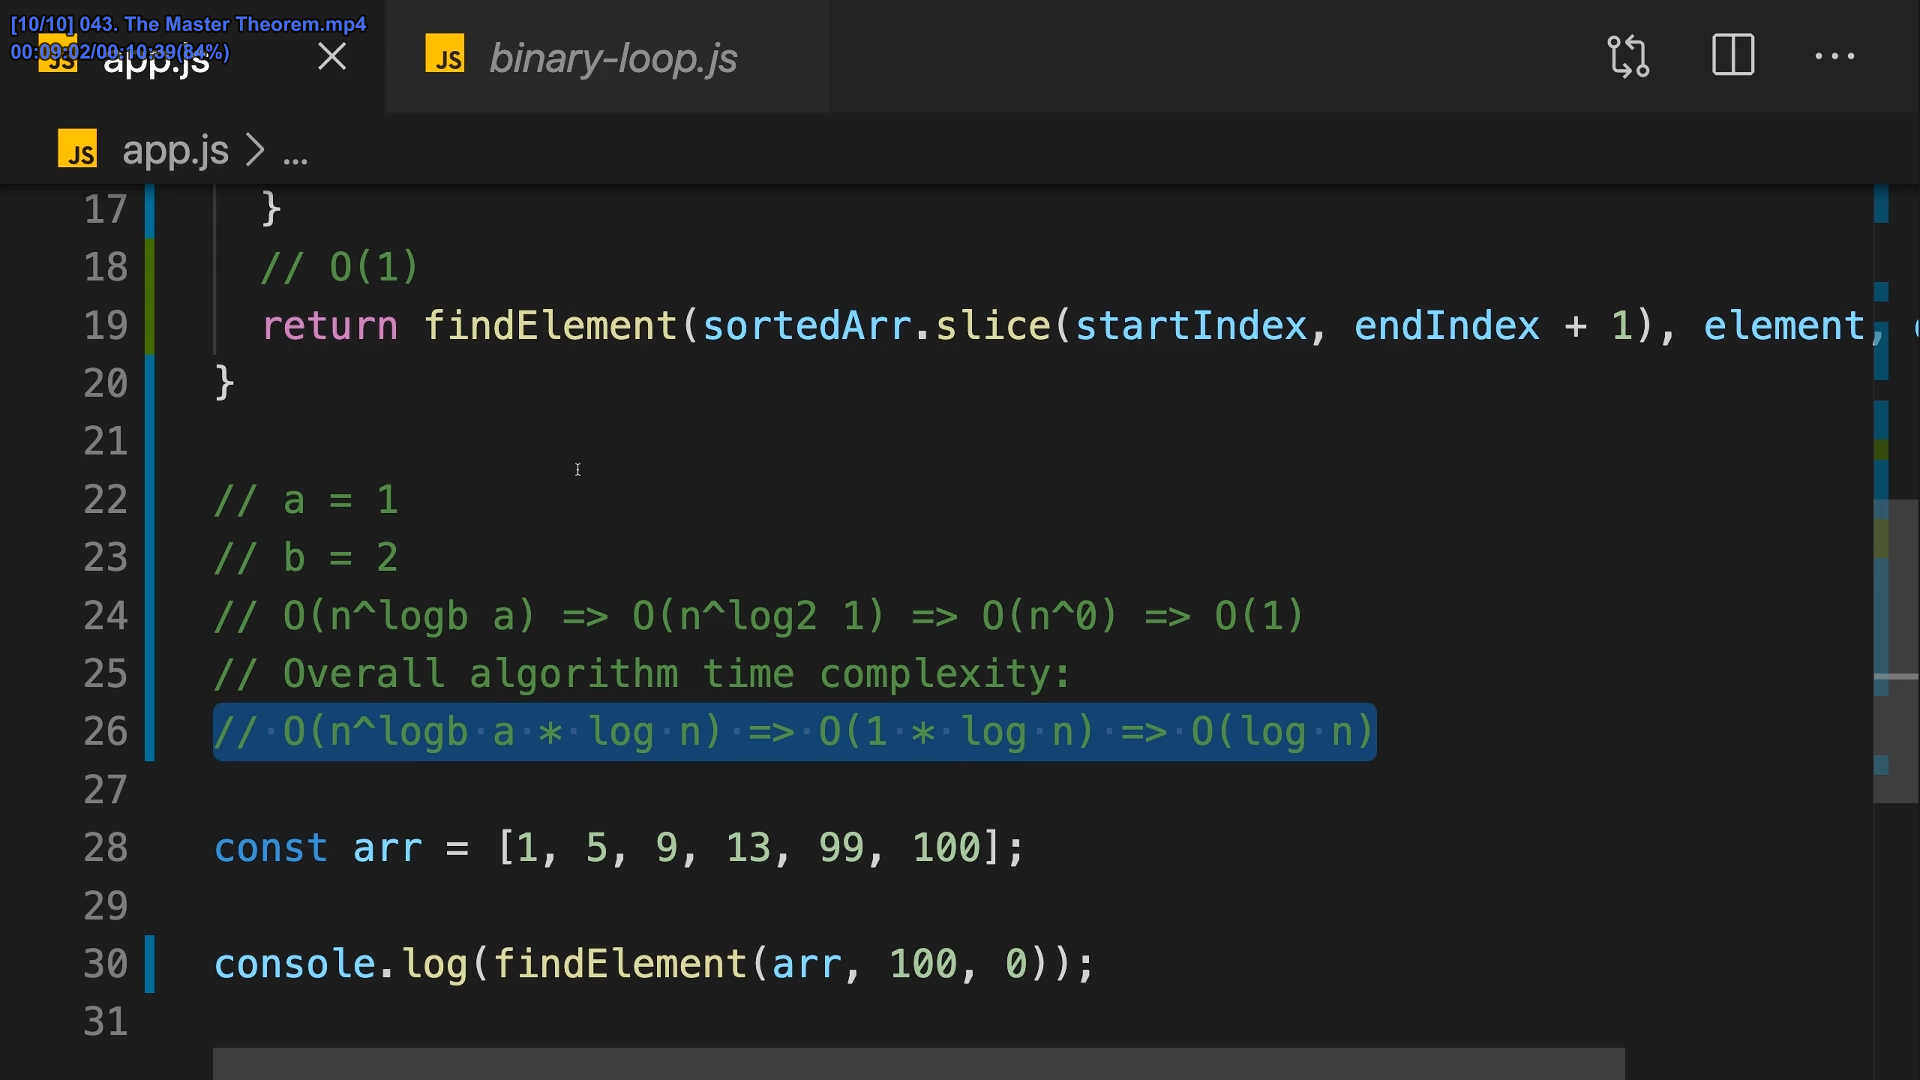 [10/10] 043. The Master Theorem.mp4
00:09:02/00:10:39(84%)
JS app.js
JS binary-loop.js
JS app.js > ...
17 }
18 // O(1)
19 return findElement(sortedArr.slice(startIndex, endIndex + 1), element,
20 }
21
22 // a = 1
23 // b = 2
24 // O(n^logb a) => O(n^log2 1) => O(n^0) => O(1)
25 // Overall algorithm time complexity:
26 // O(n^logb a * log n) => O(1 * log n) => O(log n)
27
28 const arr = [1, 5, 9, 13, 99, 100];
29
30 console.log(findElement(arr, 100, 0));
31